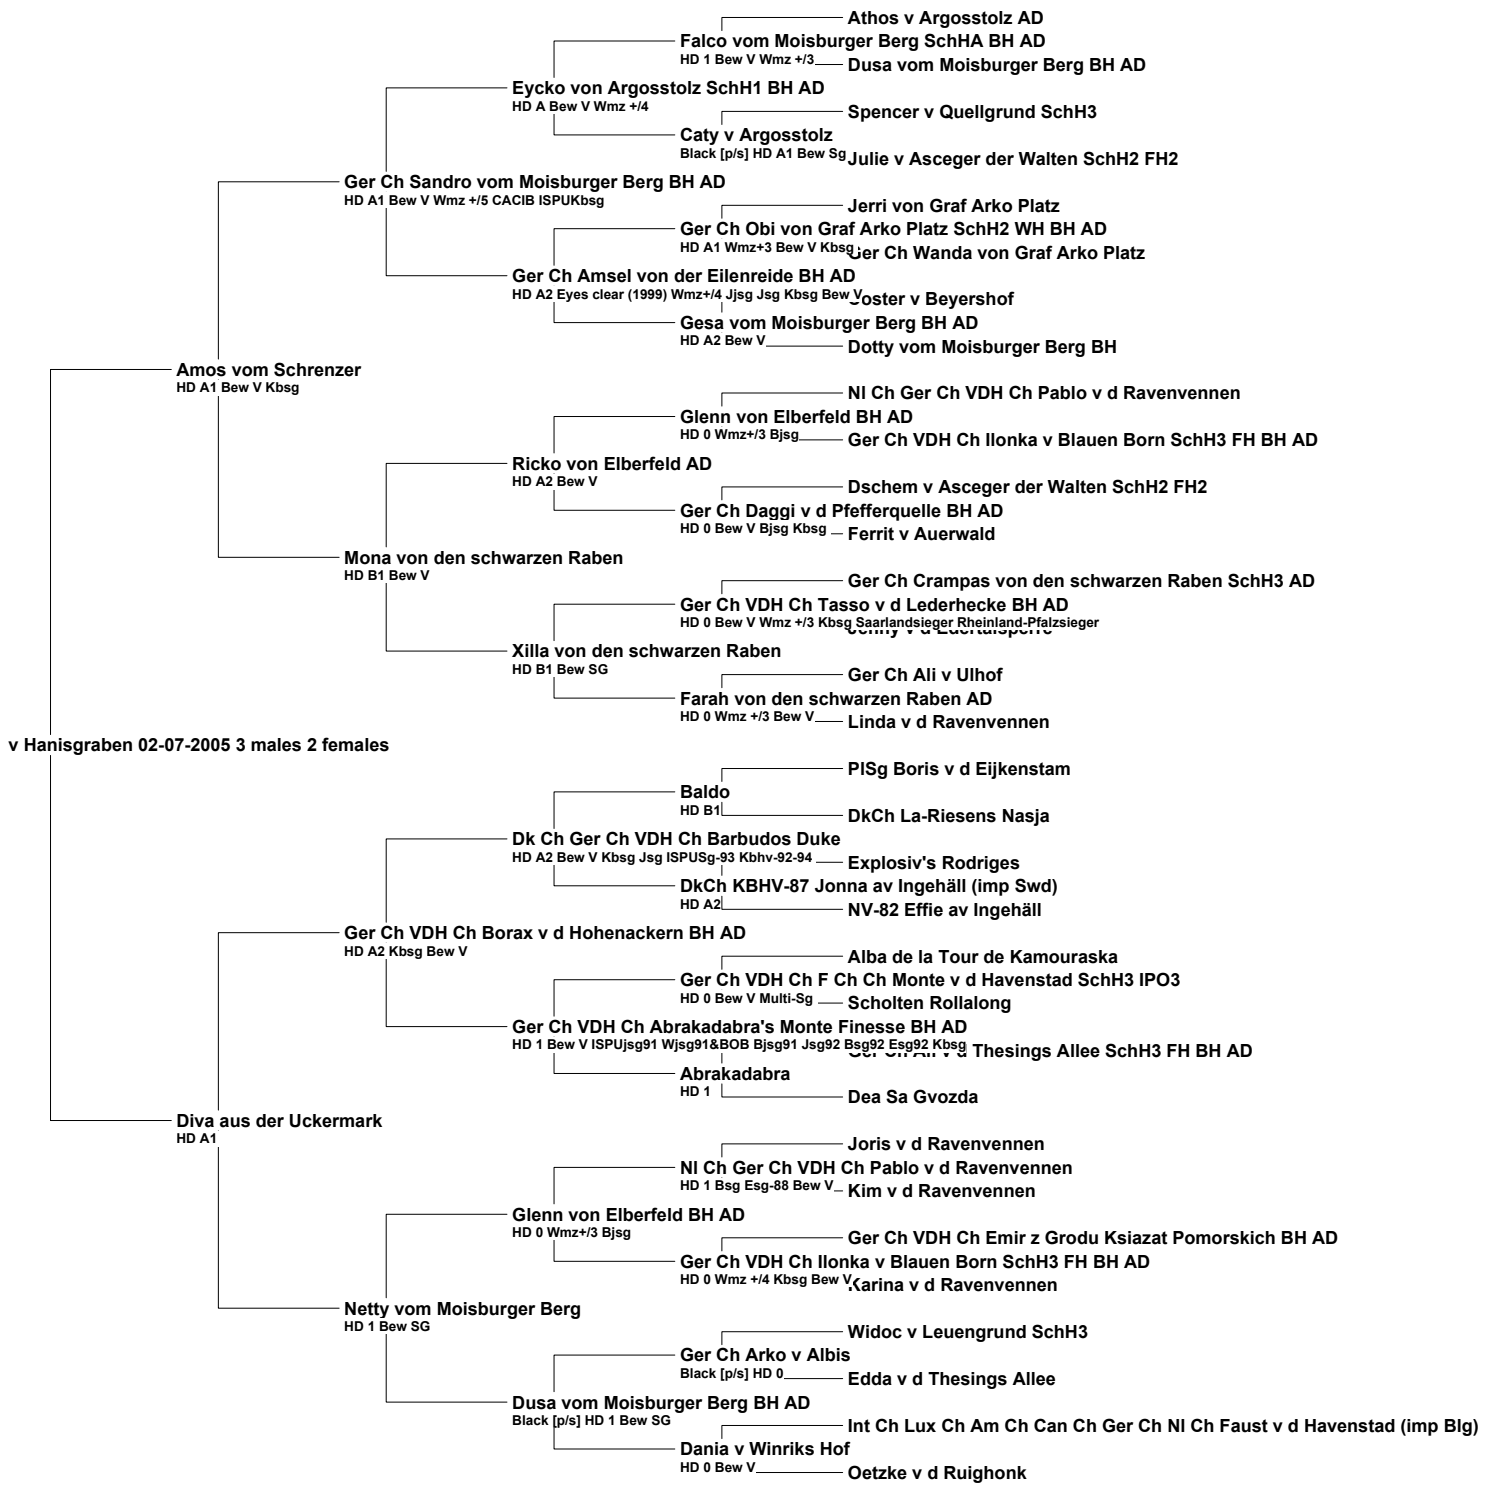 Athos v Argosstolz AD
Falco vom Moisburger Berg SchHA BH AD
HD 1 Bew V Wmz +/3
Dusa vom Moisburger Berg BH AD
Eycko von Argosstolz SchH1 BH AD
HD A Bew V Wmz +/4
Spencer v Quellgrund SchH3
Caty v Argosstolz
Black [p/s] HD A1 Bew Sg
Julie v Asceger der Walten SchH2 FH2
Ger Ch Sandro vom Moisburger Berg BH AD
HD A1 Bew V Wmz +/5 CACIB ISPUKbsg
Jerri von Graf Arko Platz
Ger Ch Obi von Graf Arko Platz SchH2 WH BH AD
HD A1 Wmz+3 Bew V Kbsg
Ger Ch Wanda von Graf Arko Platz
Ger Ch Amsel von der Eilenreide BH AD
HD A2 Eyes clear (1999) Wmz+/4 Jjsg Jsg Kbsg Bew V
v Beyershof
Gesa vom Moisburger Berg BH AD
HD A2 Bew V
Dotty vom Moisburger Berg BH
Amos vom Schrenzer
HD A1 Bew V Kbsg
Nl Ch Ger Ch VDH Ch Pablo v d Ravenvennen
Glenn von Elberfeld BH AD
HD 0 Wmz+/3 Bjsg
Ger Ch VDH Ch Ilonka v Blauen Born SchH3 FH BH AD
Ricko von Elberfeld AD
HD A2 Bew V
Dschem v Asceger der Walten SchH2 FH2
Ger Ch Daggi v d Pfefferquelle BH AD
HD 0 Bew V Bjsg Kbsg
Ferrit v Auerwald
Mona von den schwarzen Raben
HD B1 Bew V
Ger Ch Crampas von den schwarzen Raben SchH3 AD
Ger Ch VDH Ch Tasso v d Lederhecke BH AD
HD 0 Bew V Wmz +/3 Kbsg Saarlandsieger Rheinland-Pfalzsieger
Xilla von den schwarzen Raben
HD B1 Bew SG
Ger Ch Ali v Ulhof
Farah von den schwarzen Raben AD
HD 0 Wmz +/3 Bew V
Linda v d Ravenvennen
v Hanisgraben 02-07-2005 3 males 2 females
PlSg Boris v d Eijkenstam
Baldo
HD B1
DkCh La-Riesens Nasja
Dk Ch Ger Ch VDH Ch Barbudos Duke
HD A2 Bew V Kbsg Jsg ISPUSg-93 Kbhv-92-94
Explosiv's Rodriges
DkCh KBHV-87 Jonna av Ingehäll (imp Swd)
HD A2
NV-82 Effie av Ingehäll
Ger Ch VDH Ch Borax v d Hohenackern BH AD
HD A2 Kbsg Bew V
Alba de la Tour de Kamouraska
Ger Ch VDH Ch F Ch Ch Monte v d Havenstad SchH3 IPO3
HD 0 Bew V Multi-Sg
Scholten Rollalong
Ger Ch VDH Ch Abrakadabra's Monte Finesse BH AD
HD 1 Bew V ISPUjsg91 Wjsg91&BOB Bjsg91 Jsg92 Bsg92 Esg92 Kbsg
Thesings Allee SchH3 FH BH AD
Abrakadabra
HD 1
Dea Sa Gvozda
Diva aus der Uckermark
HD A1
Joris v d Ravenvennen
Nl Ch Ger Ch VDH Ch Pablo v d Ravenvennen
HD 1 Bsg Esg-88 Bew V
Kim v d Ravenvennen
Glenn von Elberfeld BH AD
HD 0 Wmz+/3 Bjsg
Ger Ch VDH Ch Emir z Grodu Ksiazat Pomorskich BH AD
Ger Ch VDH Ch Ilonka v Blauen Born SchH3 FH BH AD
HD 0 Wmz +/4 Kbsg Bew V
Karina v d Ravenvennen
Netty vom Moisburger Berg
HD 1 Bew SG
Widoc v Leuengrund SchH3
Ger Ch Arko v Albis
Black [p/s] HD 0
Edda v d Thesings Allee
Dusa vom Moisburger Berg BH AD
Black [p/s] HD 1 Bew SG
Int Ch Lux Ch Am Ch Can Ch Ger Ch Nl Ch Faust v d Havenstad (imp Blg)
Dania v Winriks Hof
HD 0 Bew V
Oetzke v d Ruighonk